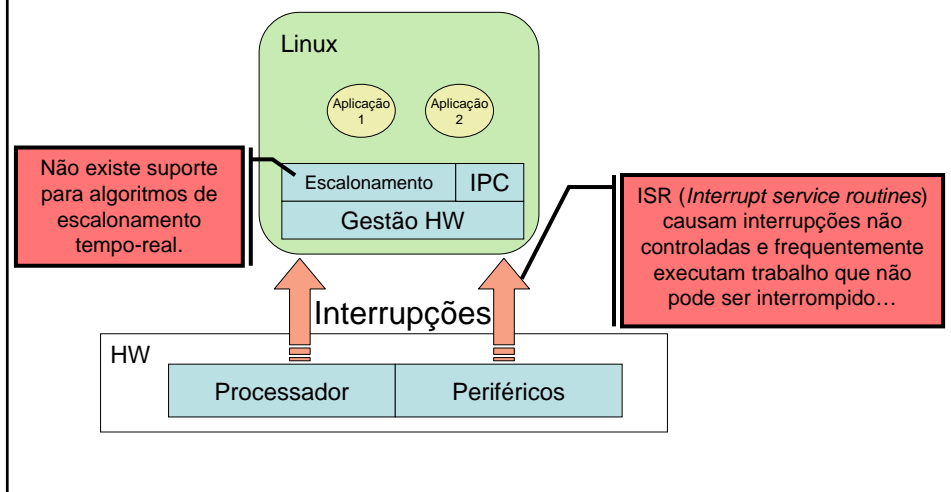 Linux
Aplicação
1
Aplicação
2
Não existe suporte
para algoritmos de
escalonamento
tempo-real.
Escalonamento
IPC
Gestão HW
ISR (Interrupt service routines)
causam interrupções não
controladas e frequentemente
executam trabalho que não
pode ser interrompido…
Interrupções
HW
Processador
Periféricos